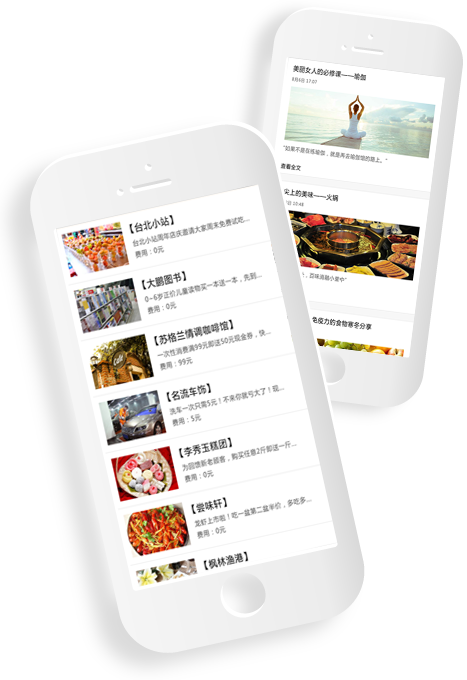 美丽女人的必修课——瑜伽
8月6日 17:07
"如果不是在练瑜伽，就是再去瑜伽馆的路上。"
查看全文
尖上的美味——火锅
日 10:48
，百味消融小釜中"
免疫力的食物寒冬分享
【台北小站】
台北小站周年店庆邀请大家周末免费试吃...
费用：0元
【大鹏图书】
0~6岁正价儿童读物买一本送一本，先到...
费用：0元
【苏格兰情调咖啡馆】
一次性消费满99元即送50元现金券，快...
费用：99元
【名流车饰】
洗车一次只需5元！不来你就亏大了！现...
费用：5元
【李秀玉糕团】
为回馈新老顾客，购买任意2斤即送一斤...
费用：0元
【尝味轩】
龙虾上市啦！吃一盆第二盆半价，多吃多...
费用：0元
【枫林渔港】